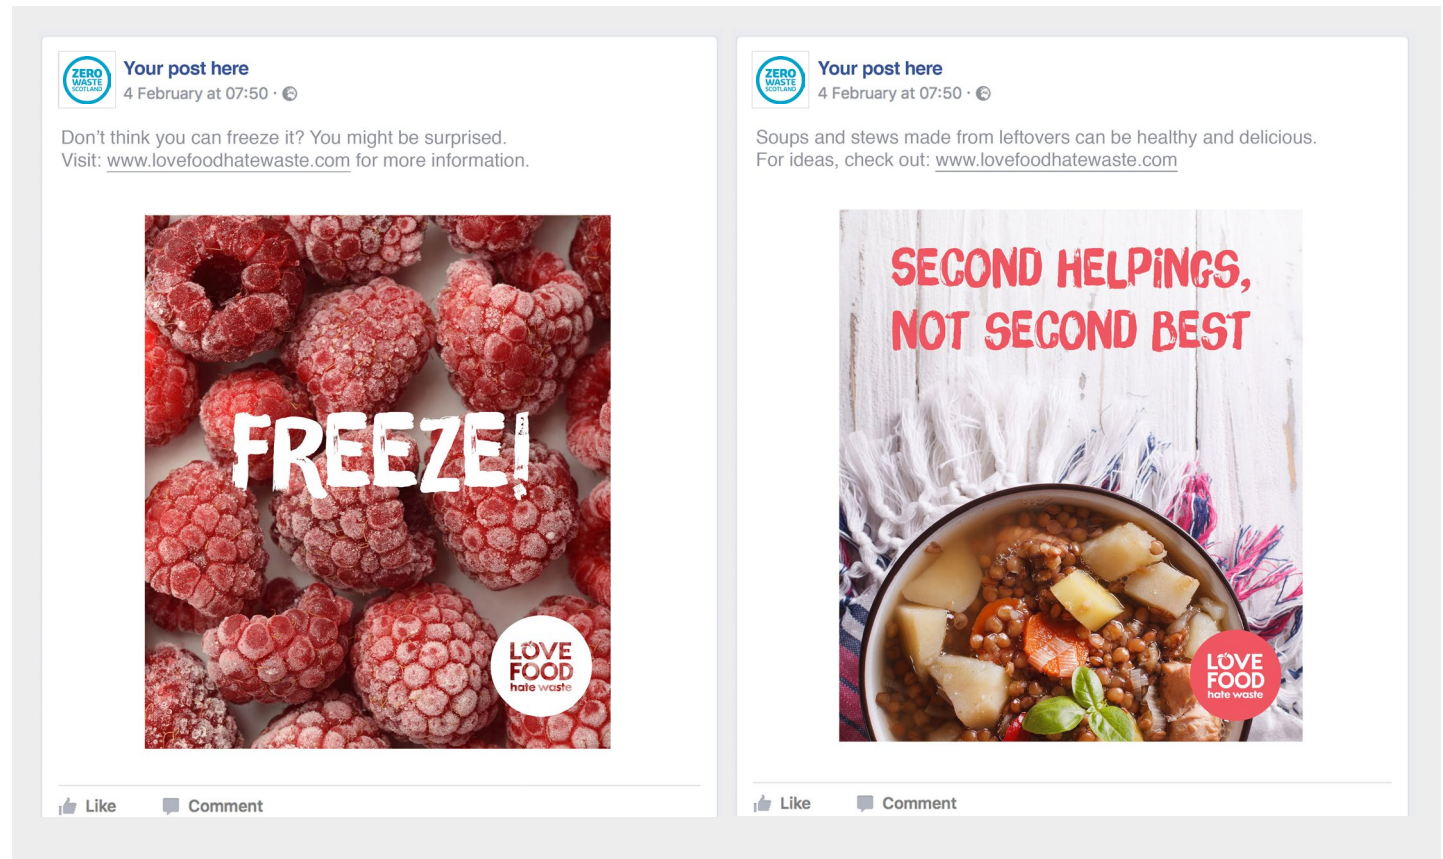 ZERO
WASTE
SCOTLAND
Your post here
4 February at 07:50 ·
Don't think you can freeze it? You might be surprised.
Visit: www.lovefoodhatewaste.com for more information.
FREEZE!
LOVE
FOOD
hate waste
Like
Comment
ZERO
WASTE
SCOTLAND
Your post here
4 February at 07:50 ·
Soups and stews made from leftovers can be healthy and delicious.
For ideas, check out: www.lovefoodhatewaste.com
SECOND HELPINGS,
NOT SECOND BEST
LOVE
FOOD
hate waste
Like
Comment